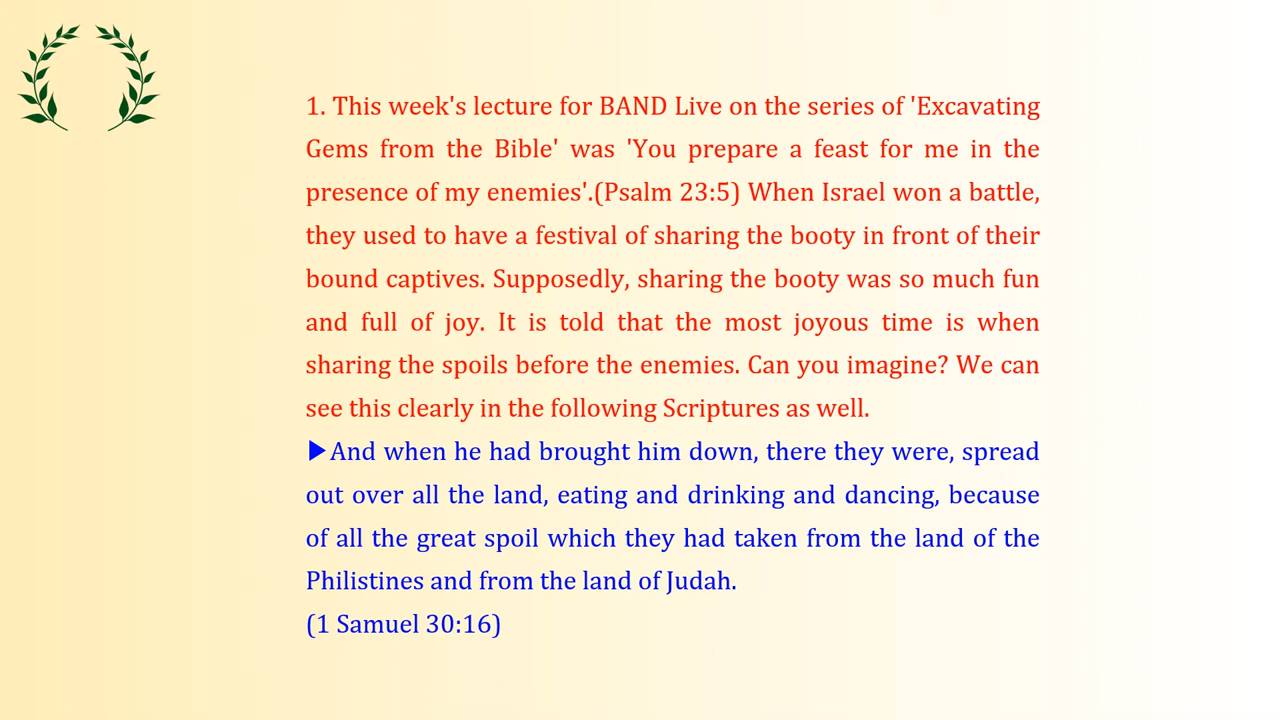 1. This week's lecture for BAND Live on the series of 'Excavating
Gems from the Bible' was 'You prepare a feast for me in the
presence of my enemies'.(Psalm 23:5) When Israel won a battle,
they used to have a festival of sharing the booty in front of their
bound captives. Supposedly, sharing the booty was so much fun
and full of joy. It is told that the most joyous time is when
sharing the spoils before the enemies. Can you imagine? We can
see this clearly in the following Scriptures as well.
▶And when he had brought him down, there they were, spread
out over all the land, eating and drinking and dancing, because
of all the great spoil which they had taken from the land of the
Philistines and from the land of Judah.
(1 Samuel 30:16)